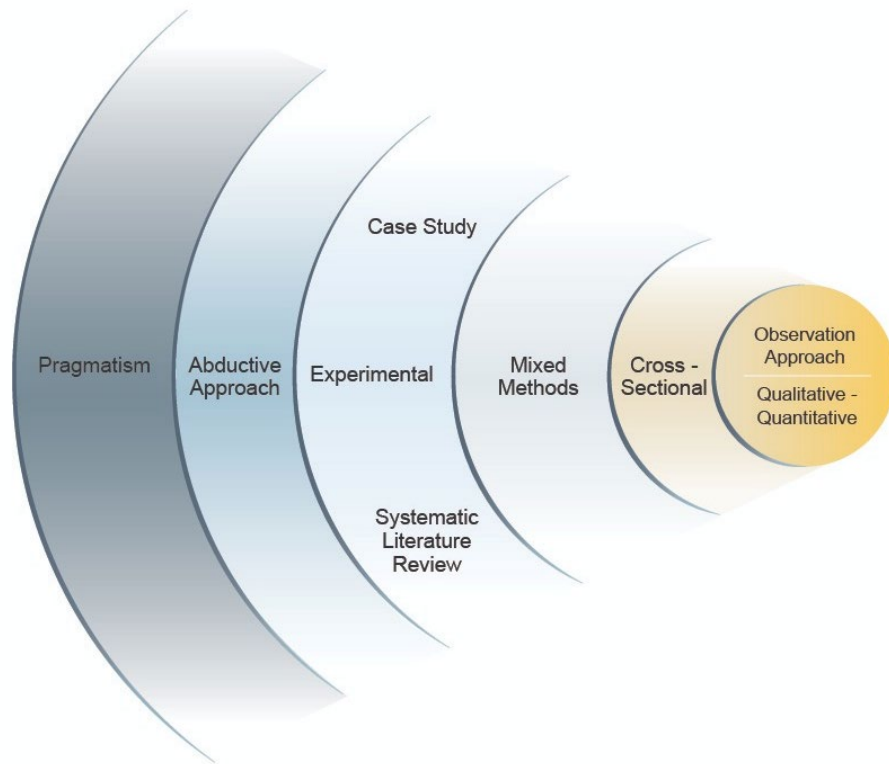 Pragmatism
Abductive
Approach
Case Study
Experimental
Systematic
Literature
Review
Mixed
Methods
Cross -
Sectional
Observation
Approach
Qualitative -
Quantitative